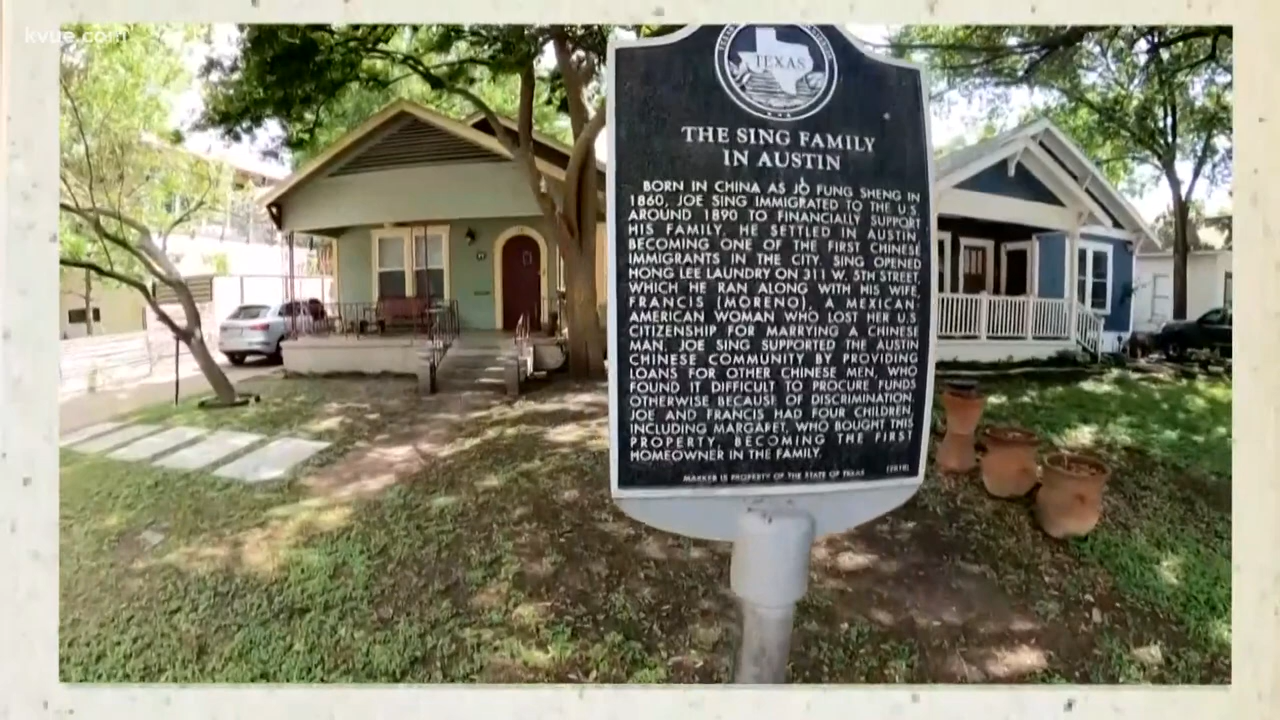 kvue.com
TEXAS
THE SING FAMILY
IN AUSTIN
BORN IN CHINA AS JO FUNG SHENG IN
1860, JOE SING IMMIGRATED TO THE U.S.
AROUND 1890 TO FINANCIALLY SUPPORT
HIS FAMILY. HE SETTLED IN AUSTIN,
BECOMING ONE OF THE FIRST CHINESE
IMMIGRANTS IN THE CITY. SING OPENED
HONG LEE LAUNDRY ON 311 W. 5TH STREET,
WHICH HE RAN ALONG WITH HIS WIFE,
FRANCIS (MORENO), A MEXICAN
AMERICAN WOMAN WHO LOST HER U.S.
CITIZENSHIP FOR MARRYING A CHINESE
MAN. JOE SING SUPPORTED THE AUSTIN
CHINESE COMMUNITY BY PROVIDING
LOANS FOR OTHER CHINESE MEN, WHO
FOUND IT DIFFICULT TO PROCURE FUNDS
OTHERWISE BECAUSE OF DISCRIMINATION.
JOE AND FRANCIS HAD FOUR CHILDREN,
INCLUDING MARGARET, WHO BOUGHT THIS
PROPERTY, BECOMING THE FIRST
HOMEOWNER IN THE FAMILY.
MARKER IS PROPERTY OF THE STATE OF TEXAS